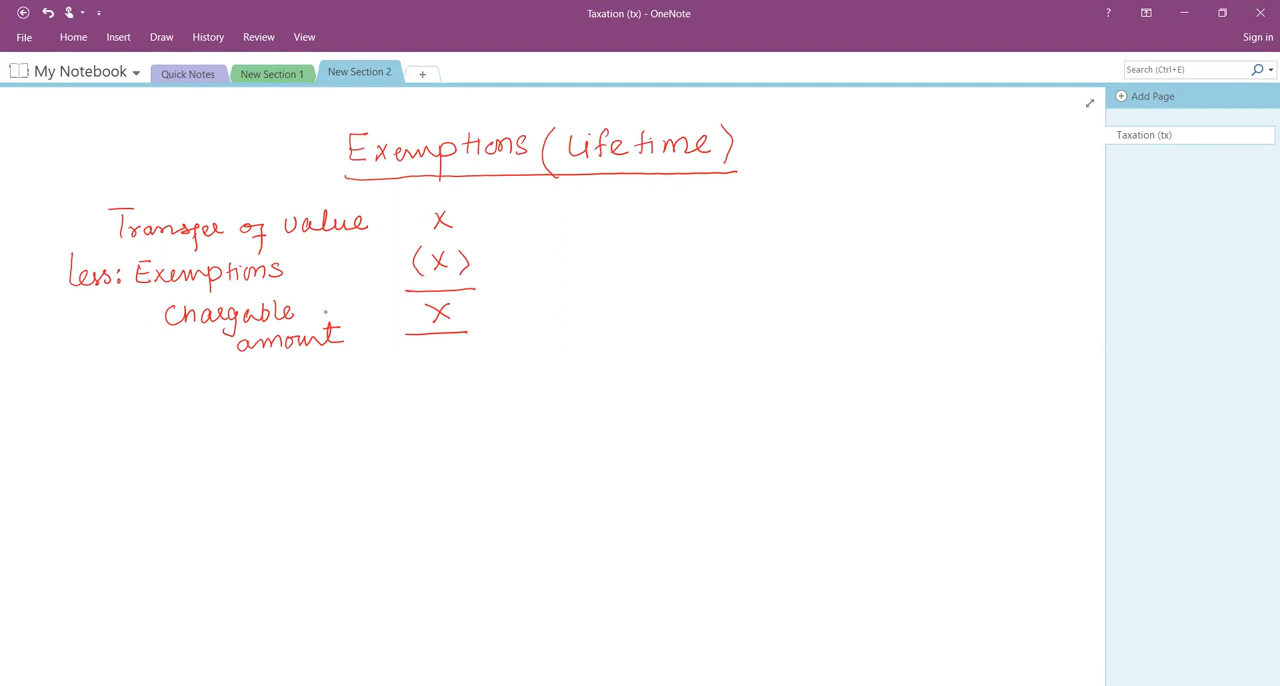 Taxation (tx) - OneNote
?
File Home Insert Draw History Review View
Sign in
My Notebook Quick Notes New Section 1 New Section 2 +
Search (Ctrl+E)
Add Page
Taxation (tx)
Exemptions (Lifetime)
Transfer of value x
less: Exemptions (x)
Chargable x
amount